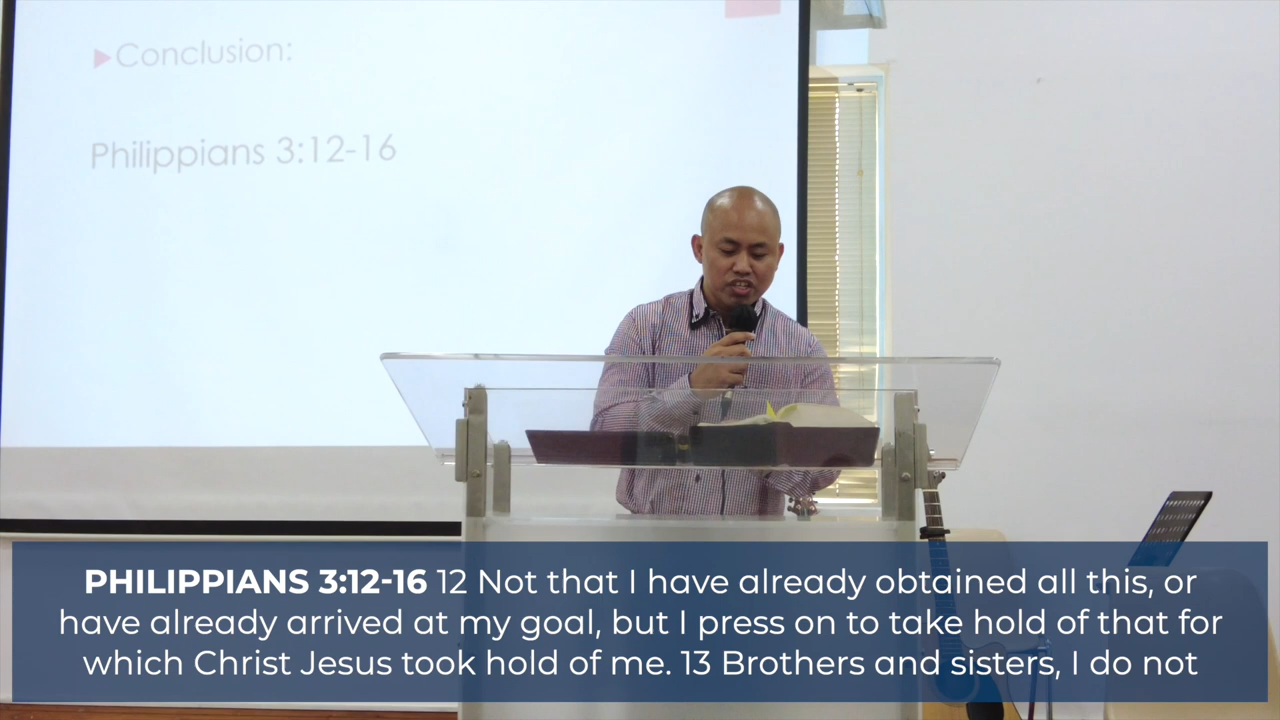 Conclusion:
Philippians 3:12-16
PHILIPPIANS 3:12-16 12 Not that I have already obtained all this, or
have already arrived at my goal, but I press on to take hold of that for
which Christ Jesus took hold of me. 13 Brothers and sisters, I do not